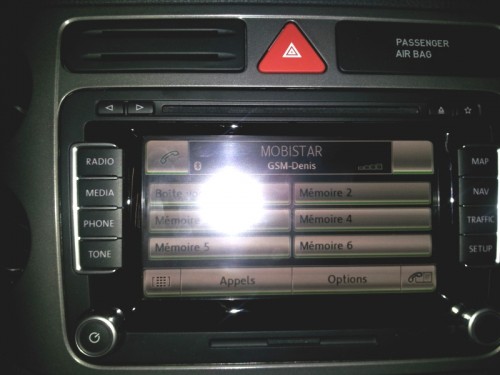 PASSENGER
AIR BAG
RADIO
MEDIA
PHONE
TONE
MOBISTAR
GSM-Denis
Boîte
Mémoire 2
Mémoire 4
Mémoire 5
Mémoire 6
Appels
Options
MAP
NAV
TRAFFIC
SETUP